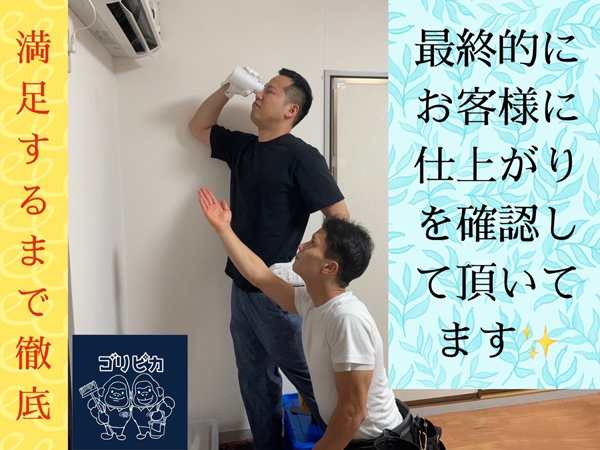 満足するまで徹底
最終的に
お客様に
仕上がり
を確認し
て頂いて
ます✨
ゴリピカ